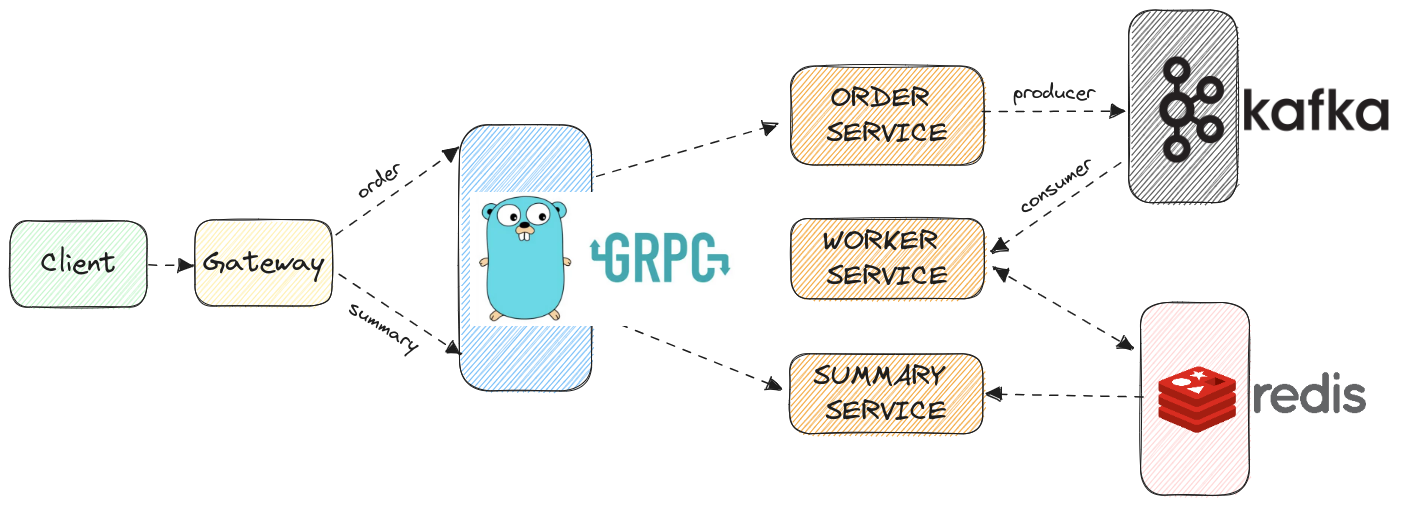 Client
Gateway
order
summary
GRPC
ORDER
SERVICE
producer
kafka
consumer
WORKER
SERVICE
SUMMARY
SERVICE
redis